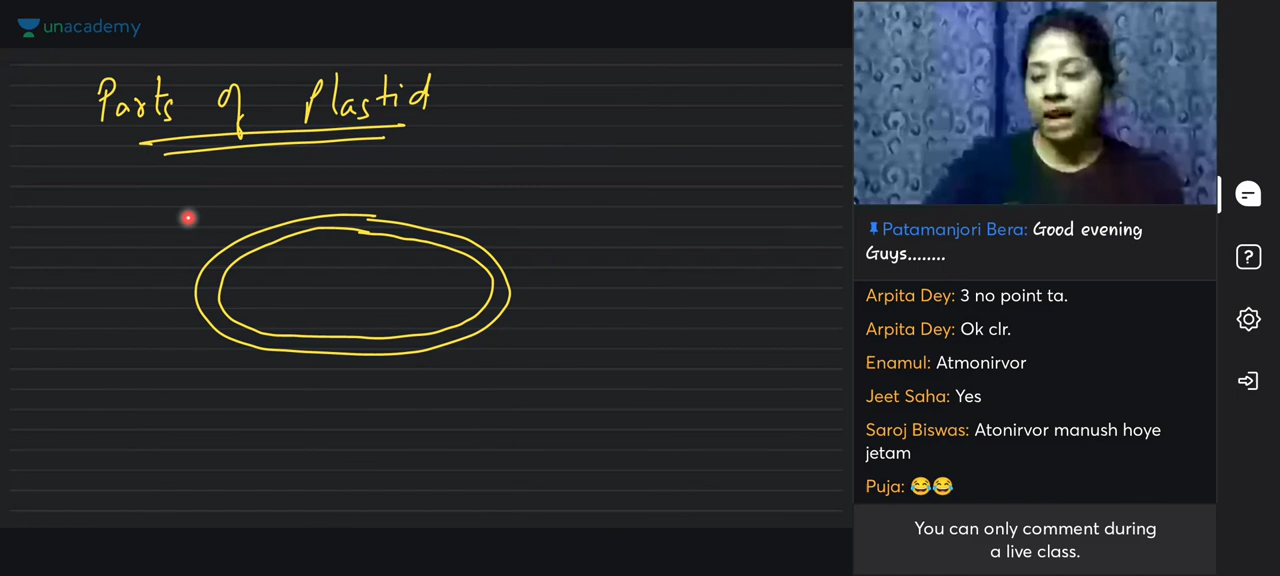 unacademy
Parts of Plastid
Patamanjori Bera: Good evening
Guys........
Arpita Dey: 3 no point ta.
Arpita Dey: Ok clr.
Enamul: Atmonirvor
Jeet Saha: Yes
Saroj Biswas: Atonirvor manush hoye
jetam
Puja: 😂😂
You can only comment during
a live class.